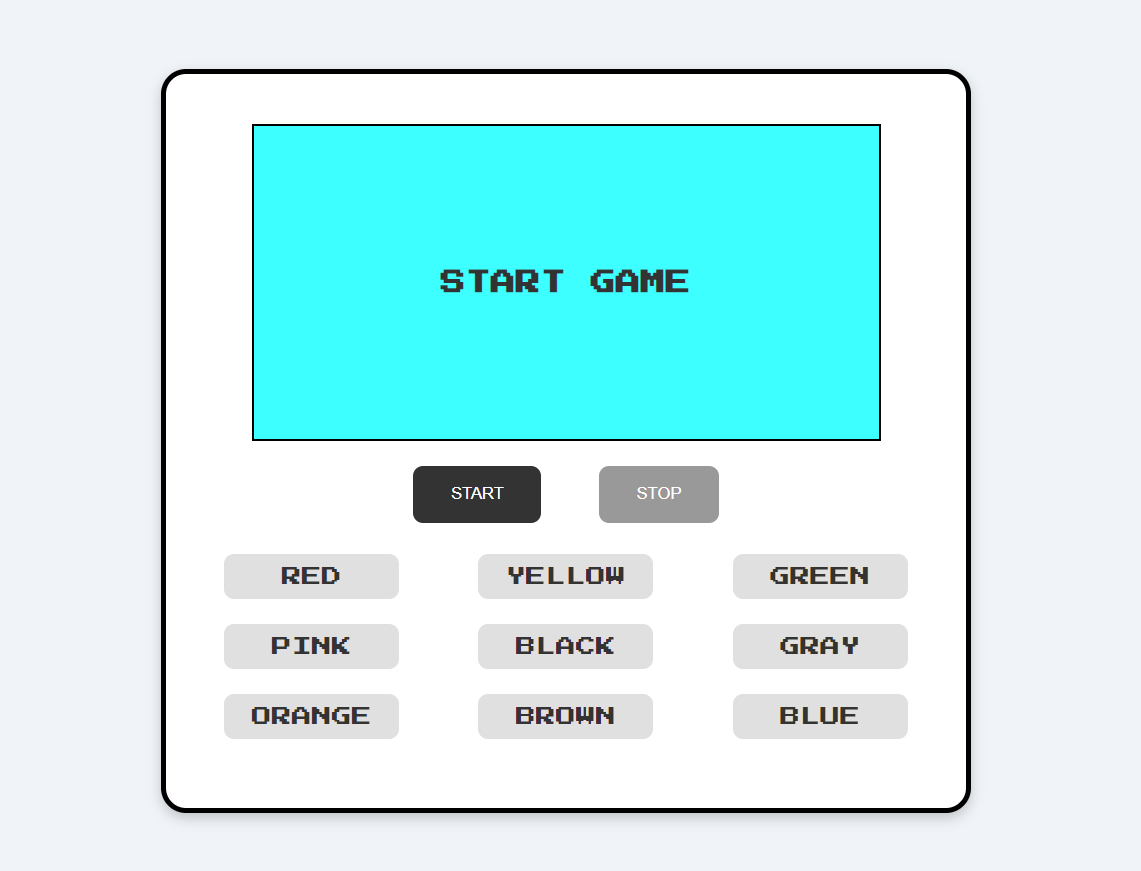 START GAME
START STOP
RED YELLOW GREEN
PINK BLACK GRAY
ORANGE BROWN BLUE